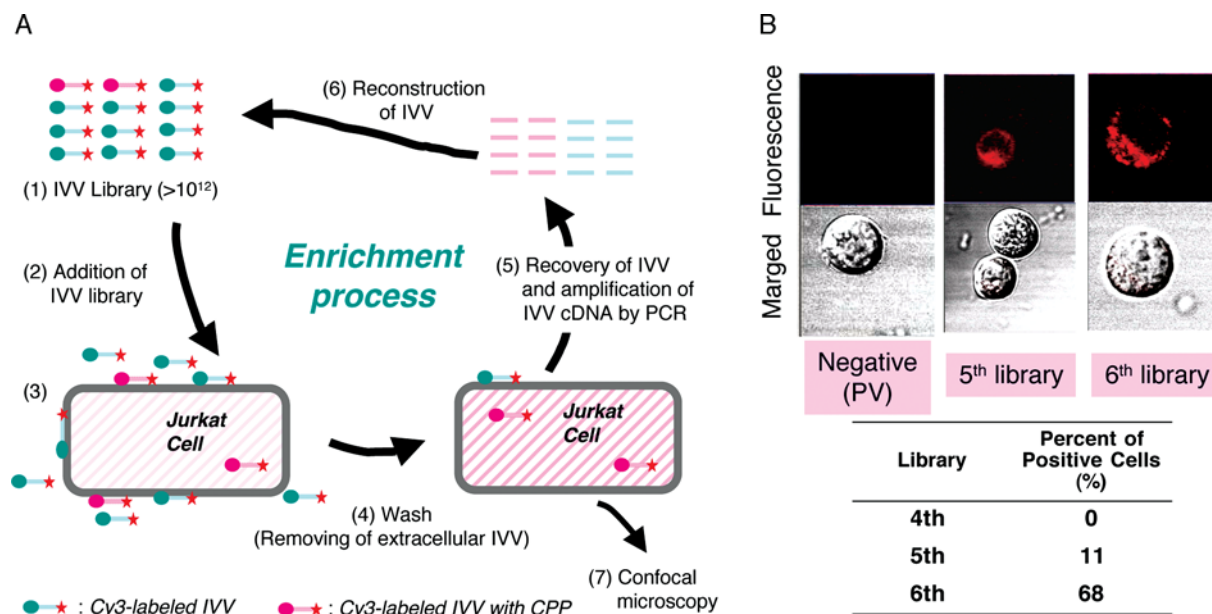 A
(6) Reconstruction
of IVV
(1) IVV Library (>10¹²)
(2) Addition of
IVV library
Enrichment
process
(5) Recovery of IVV
and amplification of
IVV cDNA by PCR
(3)
Jurkat
Cell
Jurkat
Cell
(4) Wash
(Removing of extracellular IVV)
(7) Confocal
microscopy
: Cy3-labeled IVV
: Cy3-labeled IVV with CPP
B
Marged Fluorescence
Negative
(PV)
5th library
6th library
Library
Percent of
Positive Cells
(%)
4th 0
5th 11
6th 68